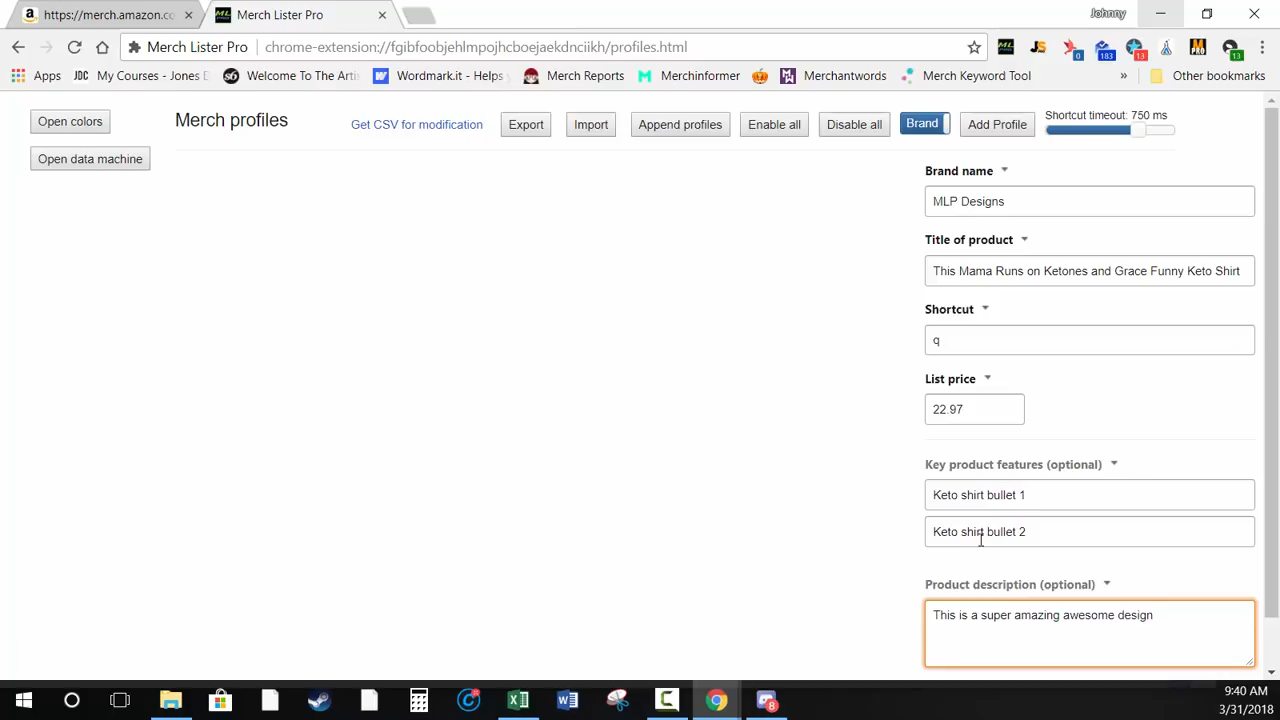 https://merch.amazon.co
Merch Lister Pro
Johnny
Merch Lister Pro
chrome-extension://fgibfoobjehlmpojhcboejaekdnciikh/profiles.html
0
183
13
13
Apps
My Courses - Jones D
Welcome To The Arti
Wordmark.it - Helps y
Merch Reports
Merchinformer
Merchantwords
Merch Keyword Tool
»
Other bookmarks
Open colors
Open data machine
Merch profiles
Get CSV for modification
Export
Import
Append profiles
Enable all
Disable all
Brand
Add Profile
Shortcut timeout: 750 ms
Brand name
MLP Designs
Title of product
This Mama Runs on Ketones and Grace Funny Keto Shirt
Shortcut
q
List price
22.97
Key product features (optional)
Keto shirt bullet 1
Keto shirt bullet 2
Product description (optional)
This is a super amazing awesome design
8
9:40 AM
3/31/2018